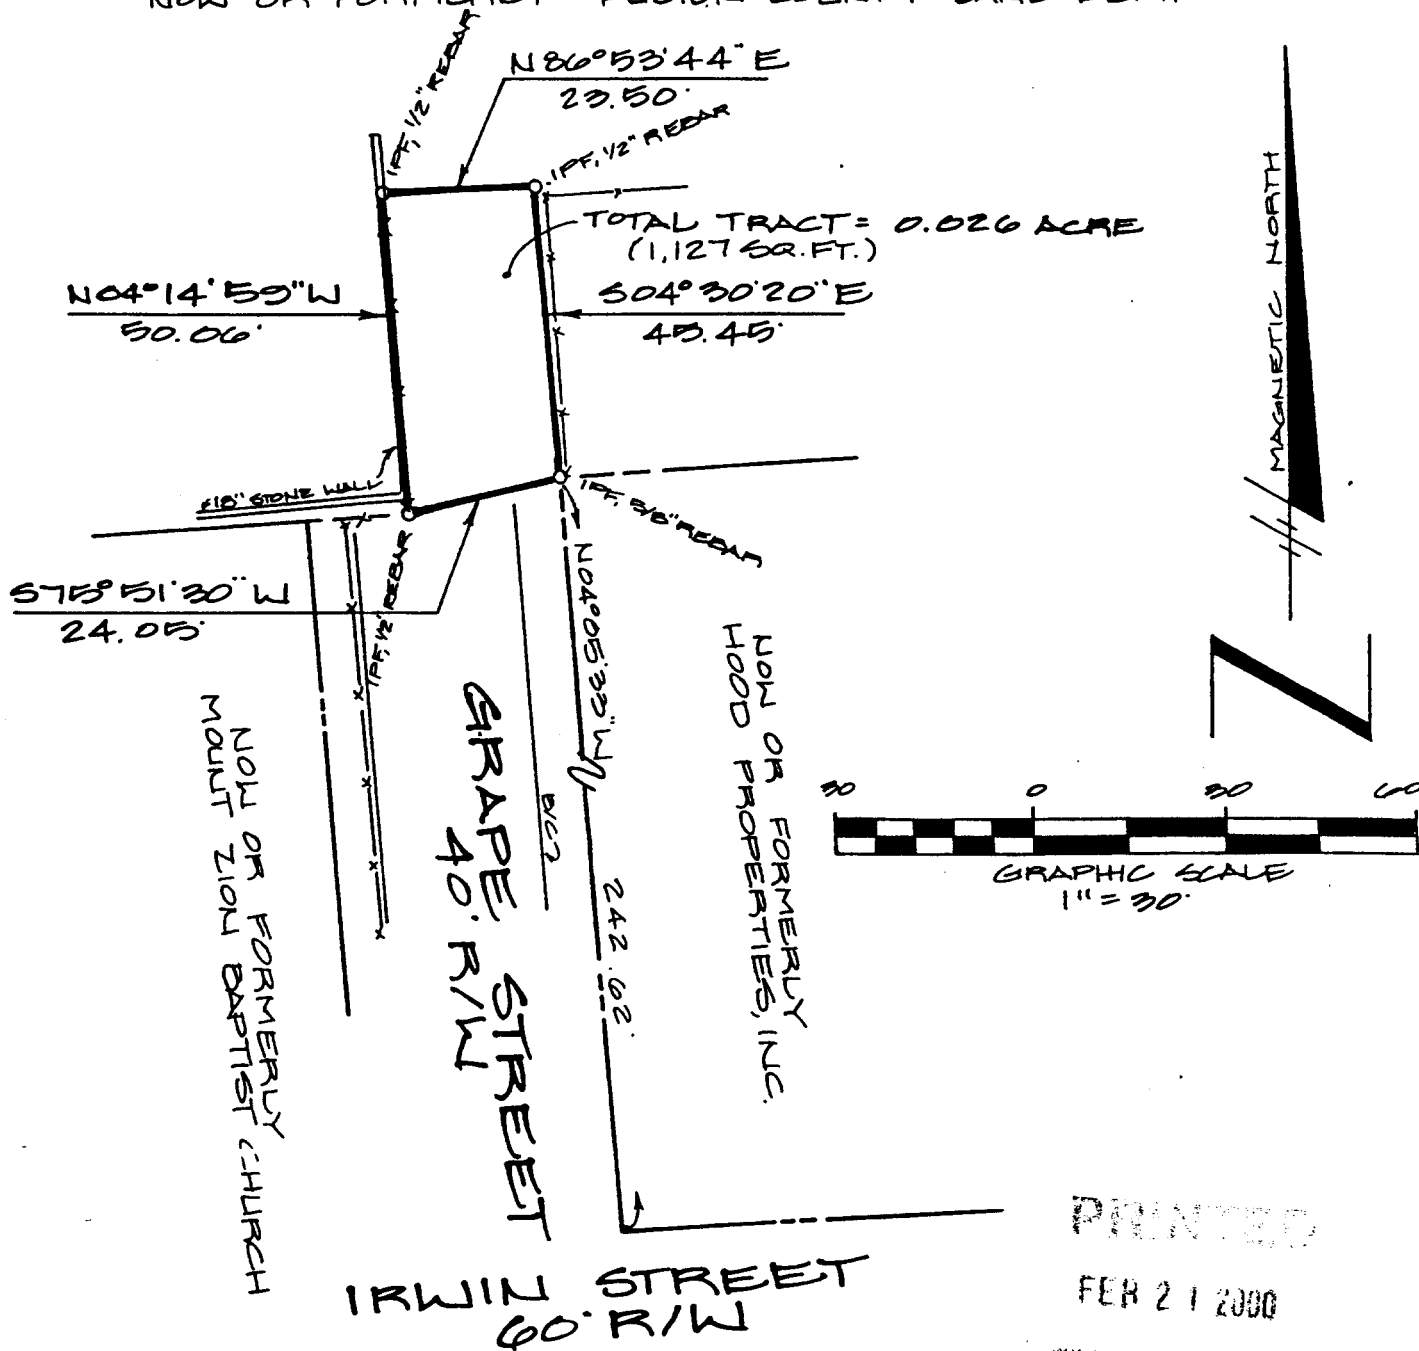 NOW OR FORMERLY
N86°53'44"E
23.50'
IPF, 1/2" REBAR
IPF, 1/2" REBAR
TOTAL TRACT = 0.026 ACRE
(1,127 SQ.FT.)
N04°14'59"W
50.06'
S04°30'20"E
45.45'
MAGNETIC NORTH
±18" STONE WALL
IPF, 5/8" REBAR
IPF, 1/2" REBAR
S75°51'30"W
24.05'
N04°05'33"W
242.62'
NOW OR FORMERLY
HOOD PROPERTIES, INC.
GRAPE STREET
40' R/W
NOW OR FORMERLY
MOUNT ZION BAPTIST CHURCH
30 0 30 60
GRAPHIC SCALE
1"=30'
IRWIN STREET
60' R/W
PRINTED
FEB 21 2000